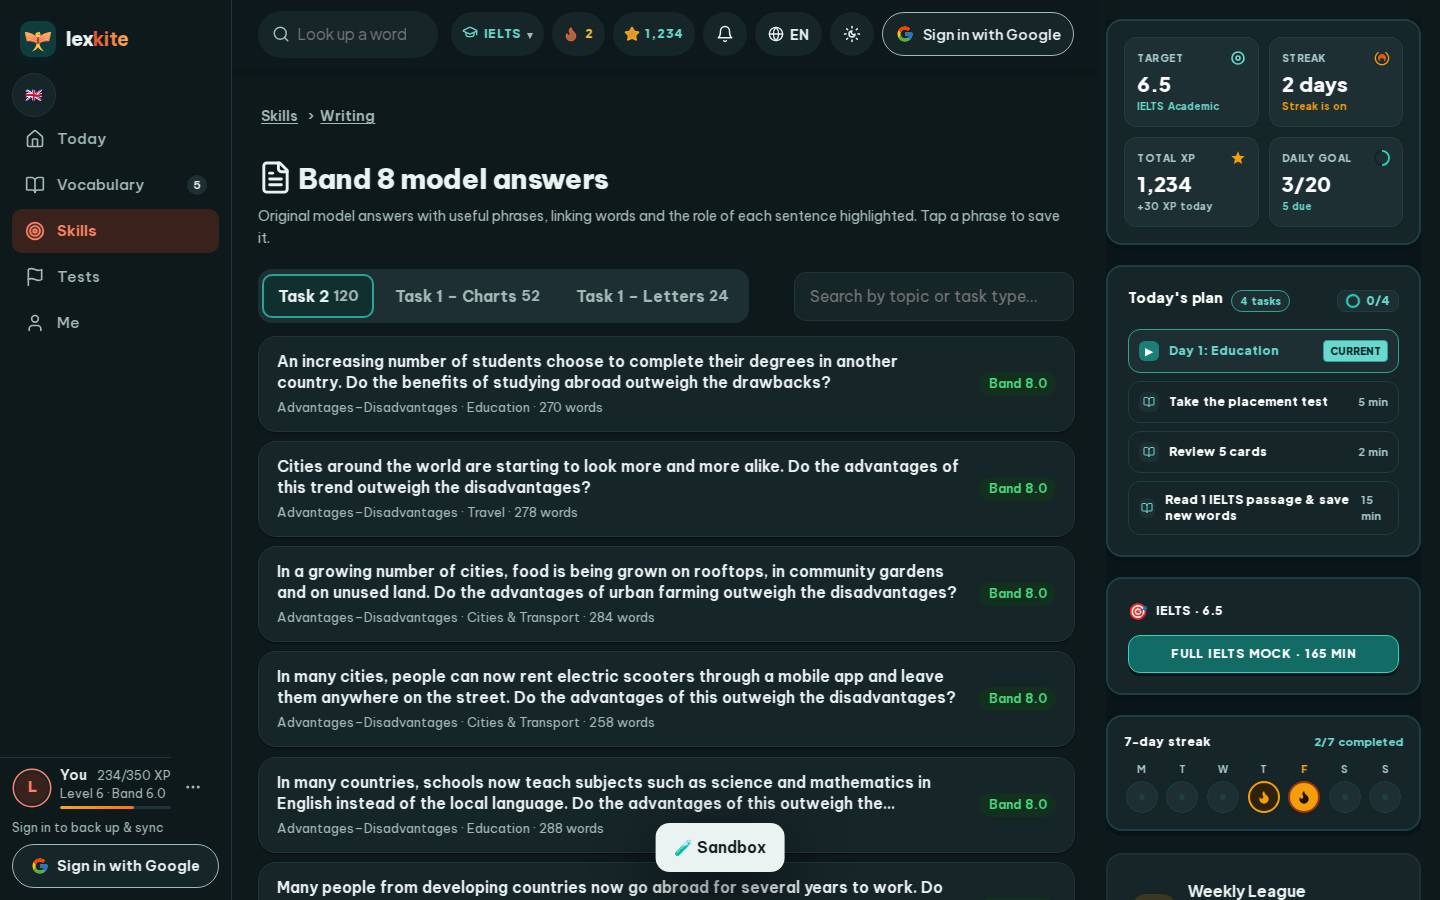 lexkite
Today
Vocabulary 5
Skills
Tests
Me
L
You 234/350 XP
Level 6 · Band 6.0
Sign in to back up & sync
Sign in with Google
Look up a word
IELTS
2
1,234
EN
Sign in with Google
Skills › Writing
Band 8 model answers
Original model answers with useful phrases, linking words and the role of each sentence highlighted. Tap a phrase to save
it.
Task 2 120
Task 1 – Charts 52
Task 1 – Letters 24
Search by topic or task type...
An increasing number of students choose to complete their degrees in another
country. Do the benefits of studying abroad outweigh the drawbacks?
Advantages–Disadvantages · Education · 270 words
Band 8.0
Cities around the world are starting to look more and more alike. Do the advantages of
this trend outweigh the disadvantages?
Advantages–Disadvantages · Travel · 278 words
Band 8.0
In a growing number of cities, food is being grown on rooftops, in community gardens
and on unused land. Do the advantages of urban farming outweigh the disadvantages?
Advantages–Disadvantages · Cities & Transport · 284 words
Band 8.0
In many cities, people can now rent electric scooters through a mobile app and leave
them anywhere on the street. Do the advantages of this outweigh the disadvantages?
Advantages–Disadvantages · Cities & Transport · 258 words
Band 8.0
In many countries, schools now teach subjects such as science and mathematics in
English instead of the local language. Do the advantages of this outweigh the...
Advantages–Disadvantages · Education · 288 words
Band 8.0
Many people from developing countries now go abroad for several years to work. Do
🧪 Sandbox
TARGET
6.5
IELTS Academic
STREAK
2 days
Streak is on
TOTAL XP
1,234
+30 XP today
DAILY GOAL
3/20
5 due
Today's plan 4 tasks 0/4
Day 1: Education CURRENT
Take the placement test 5 min
Review 5 cards 2 min
Read 1 IELTS passage & save 15
new words min
IELTS · 6.5
FULL IELTS MOCK · 165 MIN
7-day streak 2/7 completed
M T W T F S S
Weekly League